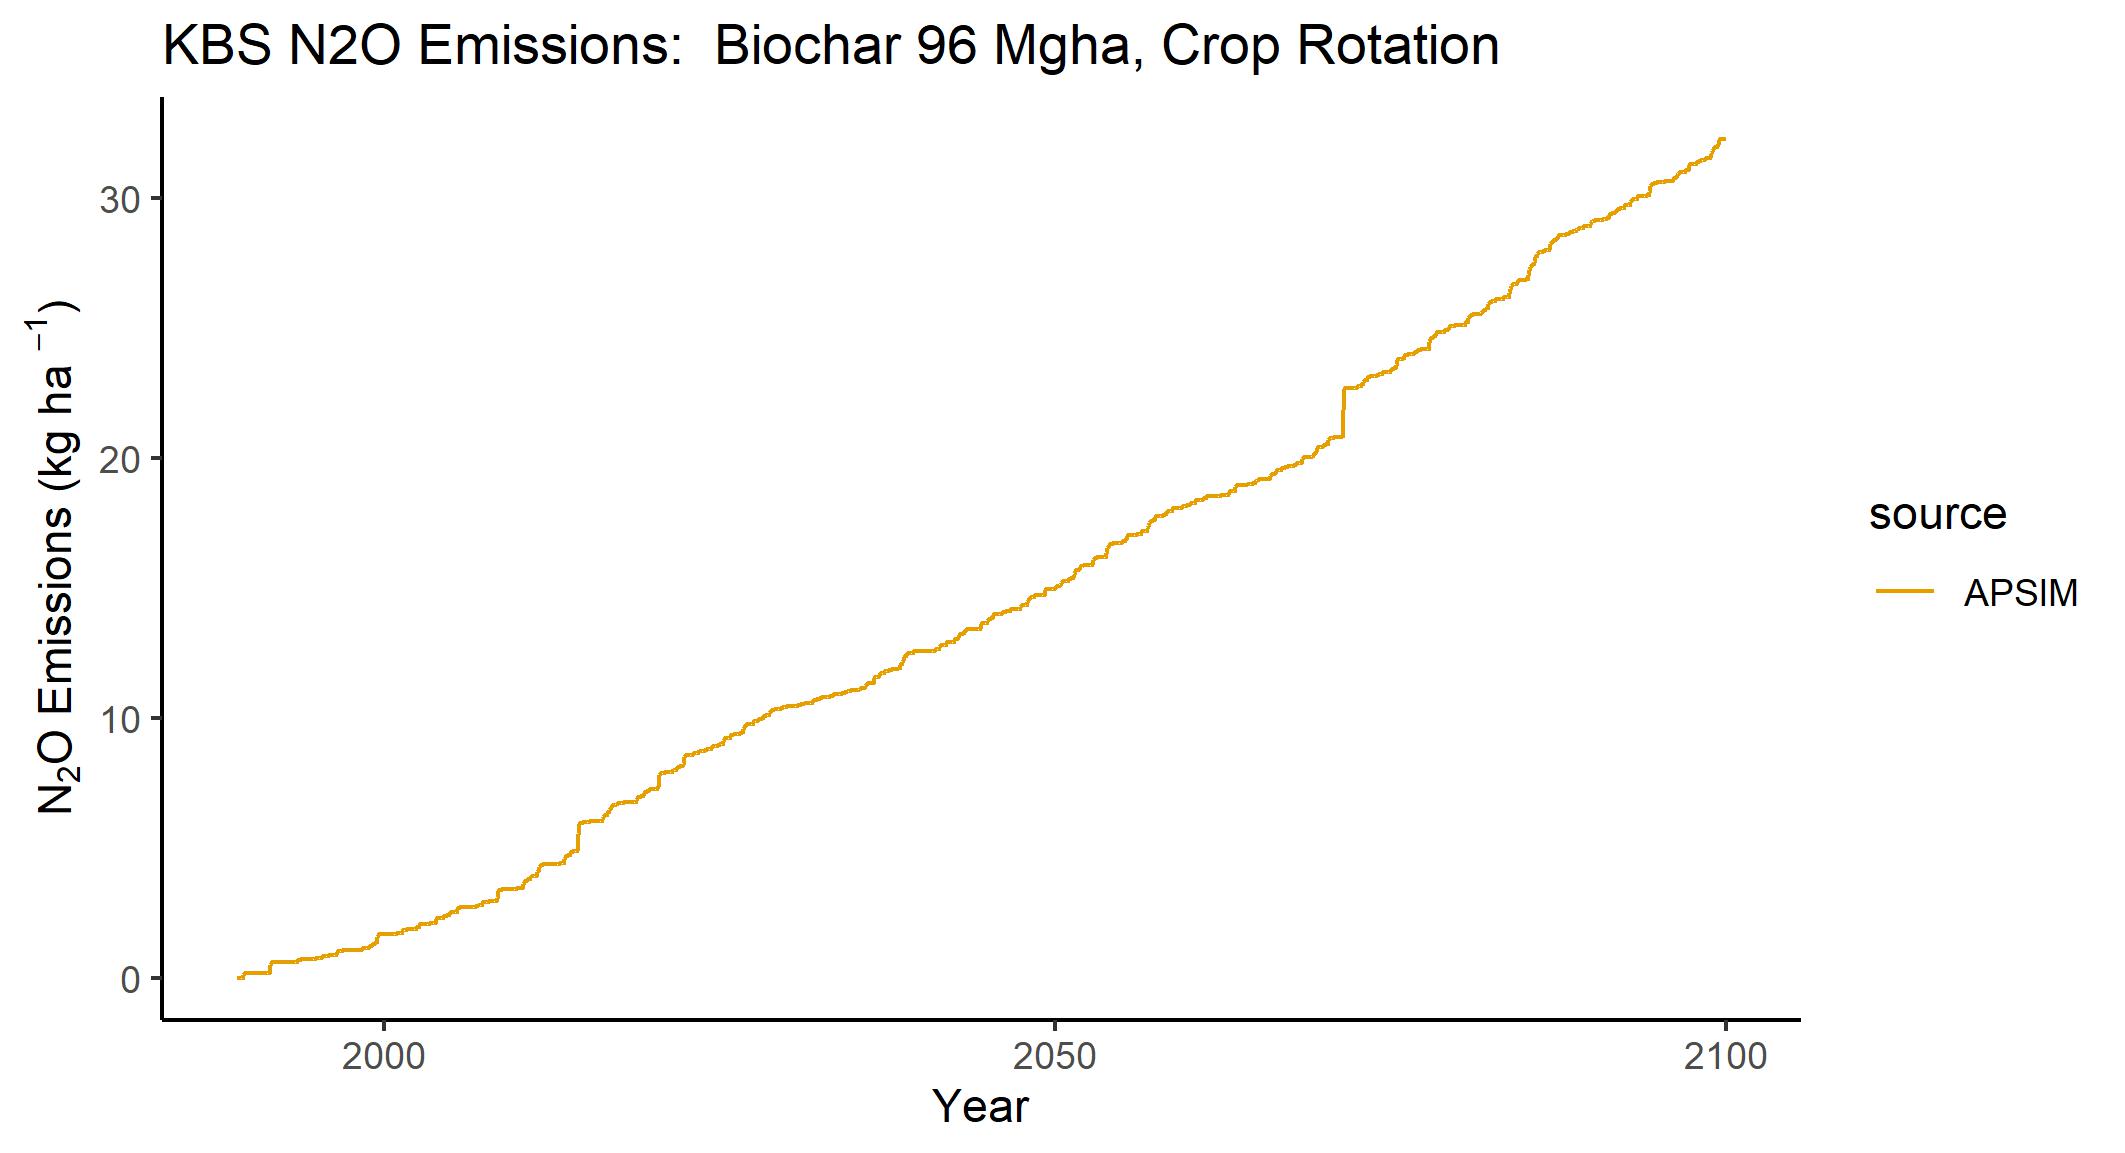 KBS N2O Emissions:  Biochar 96 Mgha, Crop Rotation
N₂O Emissions (kg ha ⁻¹)
30
20
10
0
2000
2050
2100
Year
source
APSIM